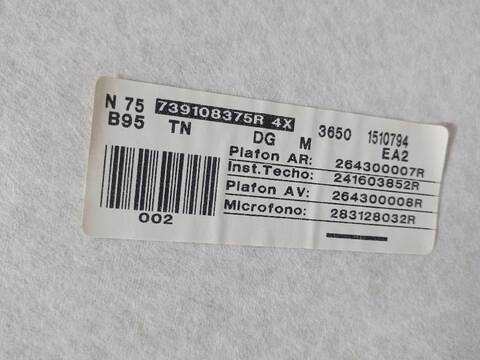 N 75 739108375R 4X
B95 TN DG M 3650 1510794
EA2
Plafon AR: 264300007R
Inst.Techo: 241603852R
Plafon AV: 264300008R
Microfono: 283128032R
002